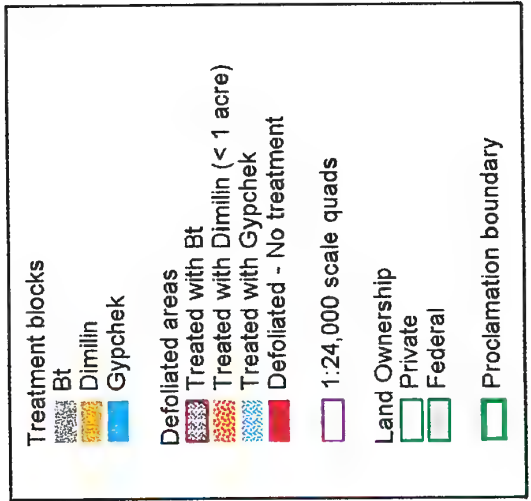 Treatment blocks
Bt
Dimilin
Gypchek
Defoliated areas
Treated with Bt
Treated with Dimilin (< 1 acre)
Treated with Gypchek
Defoliated - No treatment
1:24,000 scale quads
Land Ownership
Private
Federal
Proclamation boundary